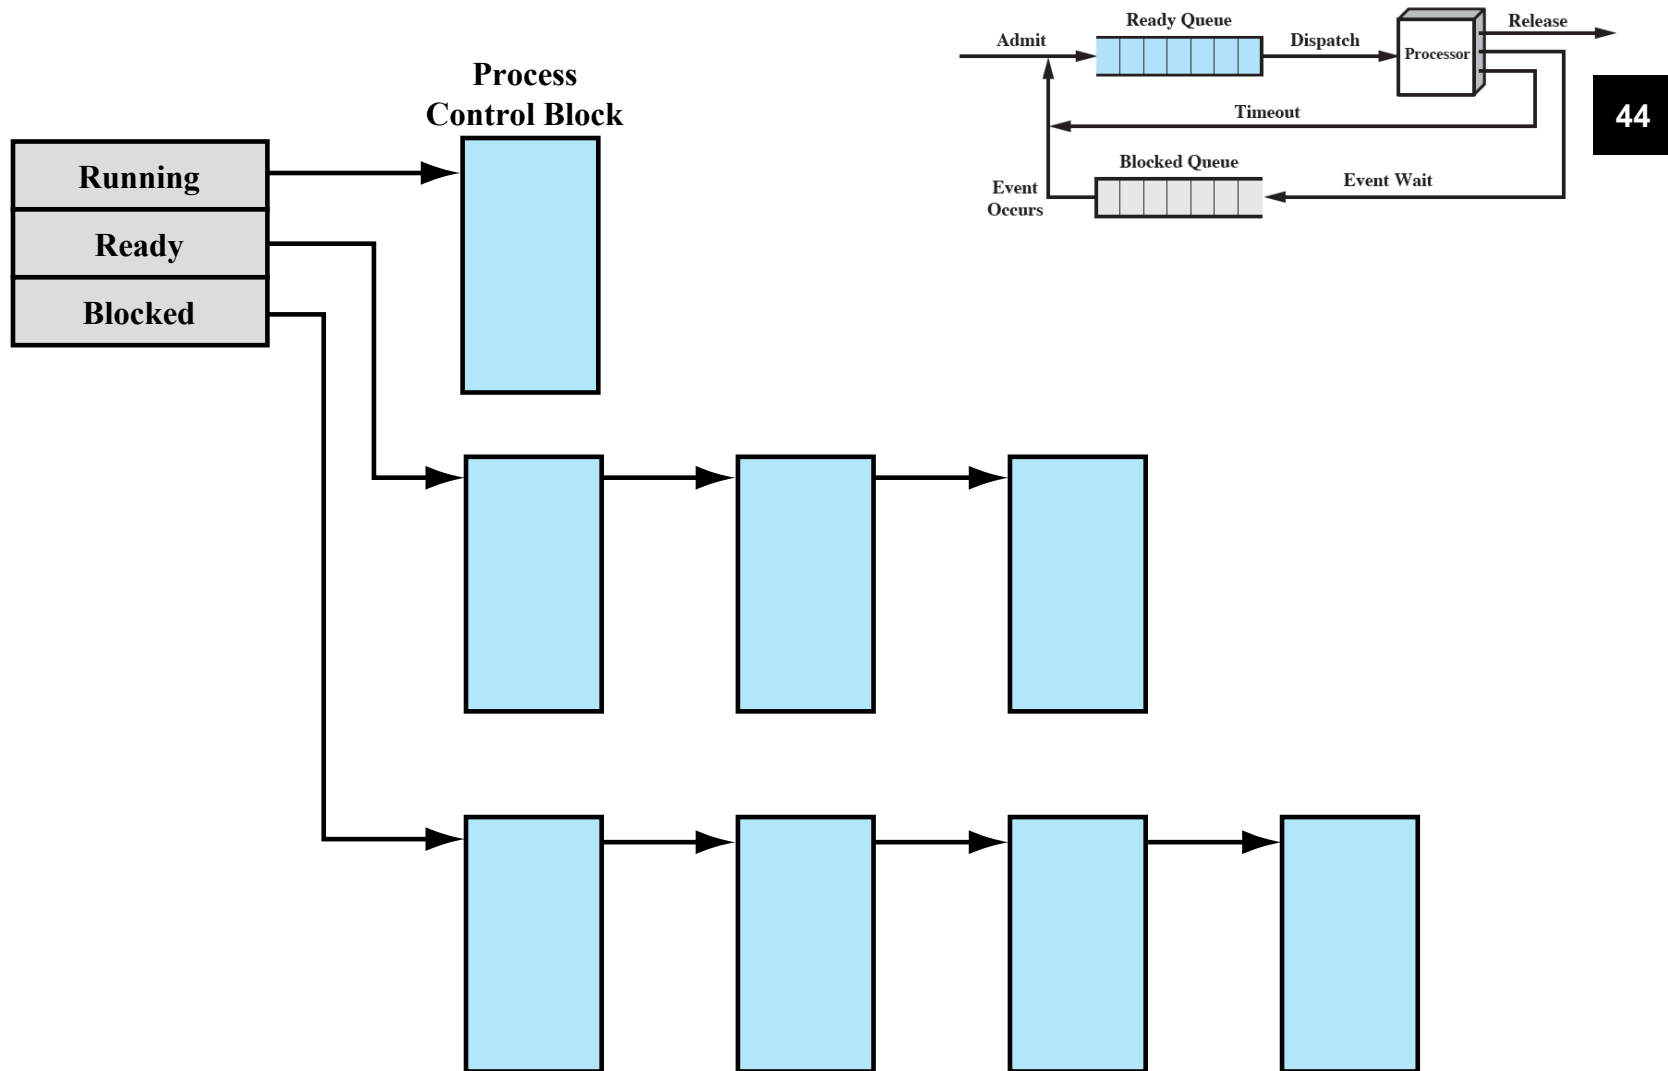 Process
Control Block
Running
Ready
Blocked
Ready Queue
Admit
Dispatch
Processor
Release
Timeout
Blocked Queue
Event Wait
Event
Occurs
44